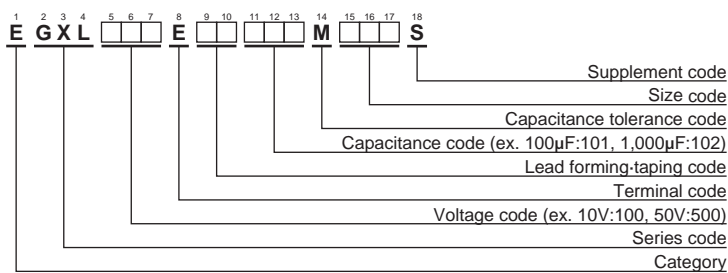 1 2 3 4 5 6 7 8 9 10 11 12 13 14 15 16 17 18
E G X L □□□ E □□ □□□ M □□□ S
Supplement code
Size code
Capacitance tolerance code
Capacitance code (ex. 100µF:101, 1,000µF:102)
Lead forming·taping code
Terminal code
Voltage code (ex. 10V:100, 50V:500)
Series code
Category